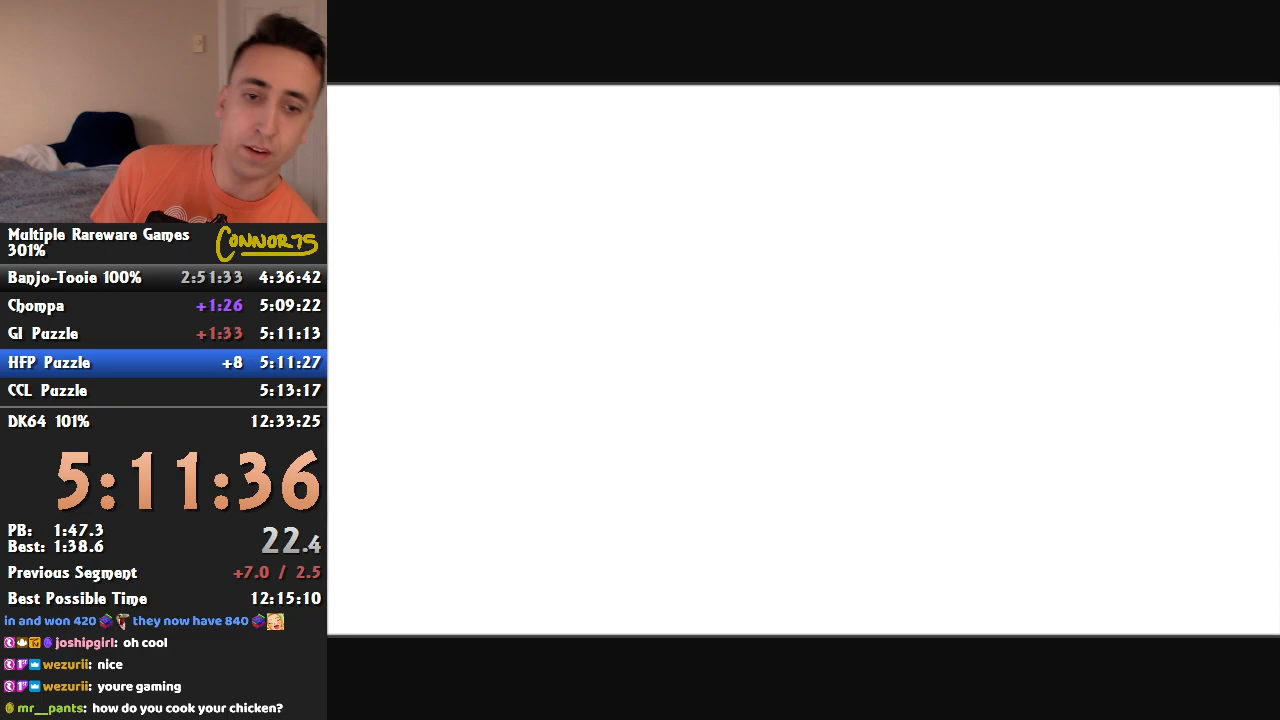 Multiple Rareware Games
301%
Connor75
Banjo-Tooie 100% 2:51:33 4:36:42
Chompa +1:26 5:09:22
GI Puzzle +1:33 5:11:13
HFP Puzzle +8 5:11:27
CCL Puzzle 5:13:17
DK64 101% 12:33:25
5:11:36
PB: 1:47.3
Best: 1:38.6
22.4
Previous Segment +7.0 / 2.5
Best Possible Time 12:15:10
in and won 420 they now have 840
joshipgirl: oh cool
wezurii: nice
wezurii: youre gaming
mr__pants: how do you cook your chicken?